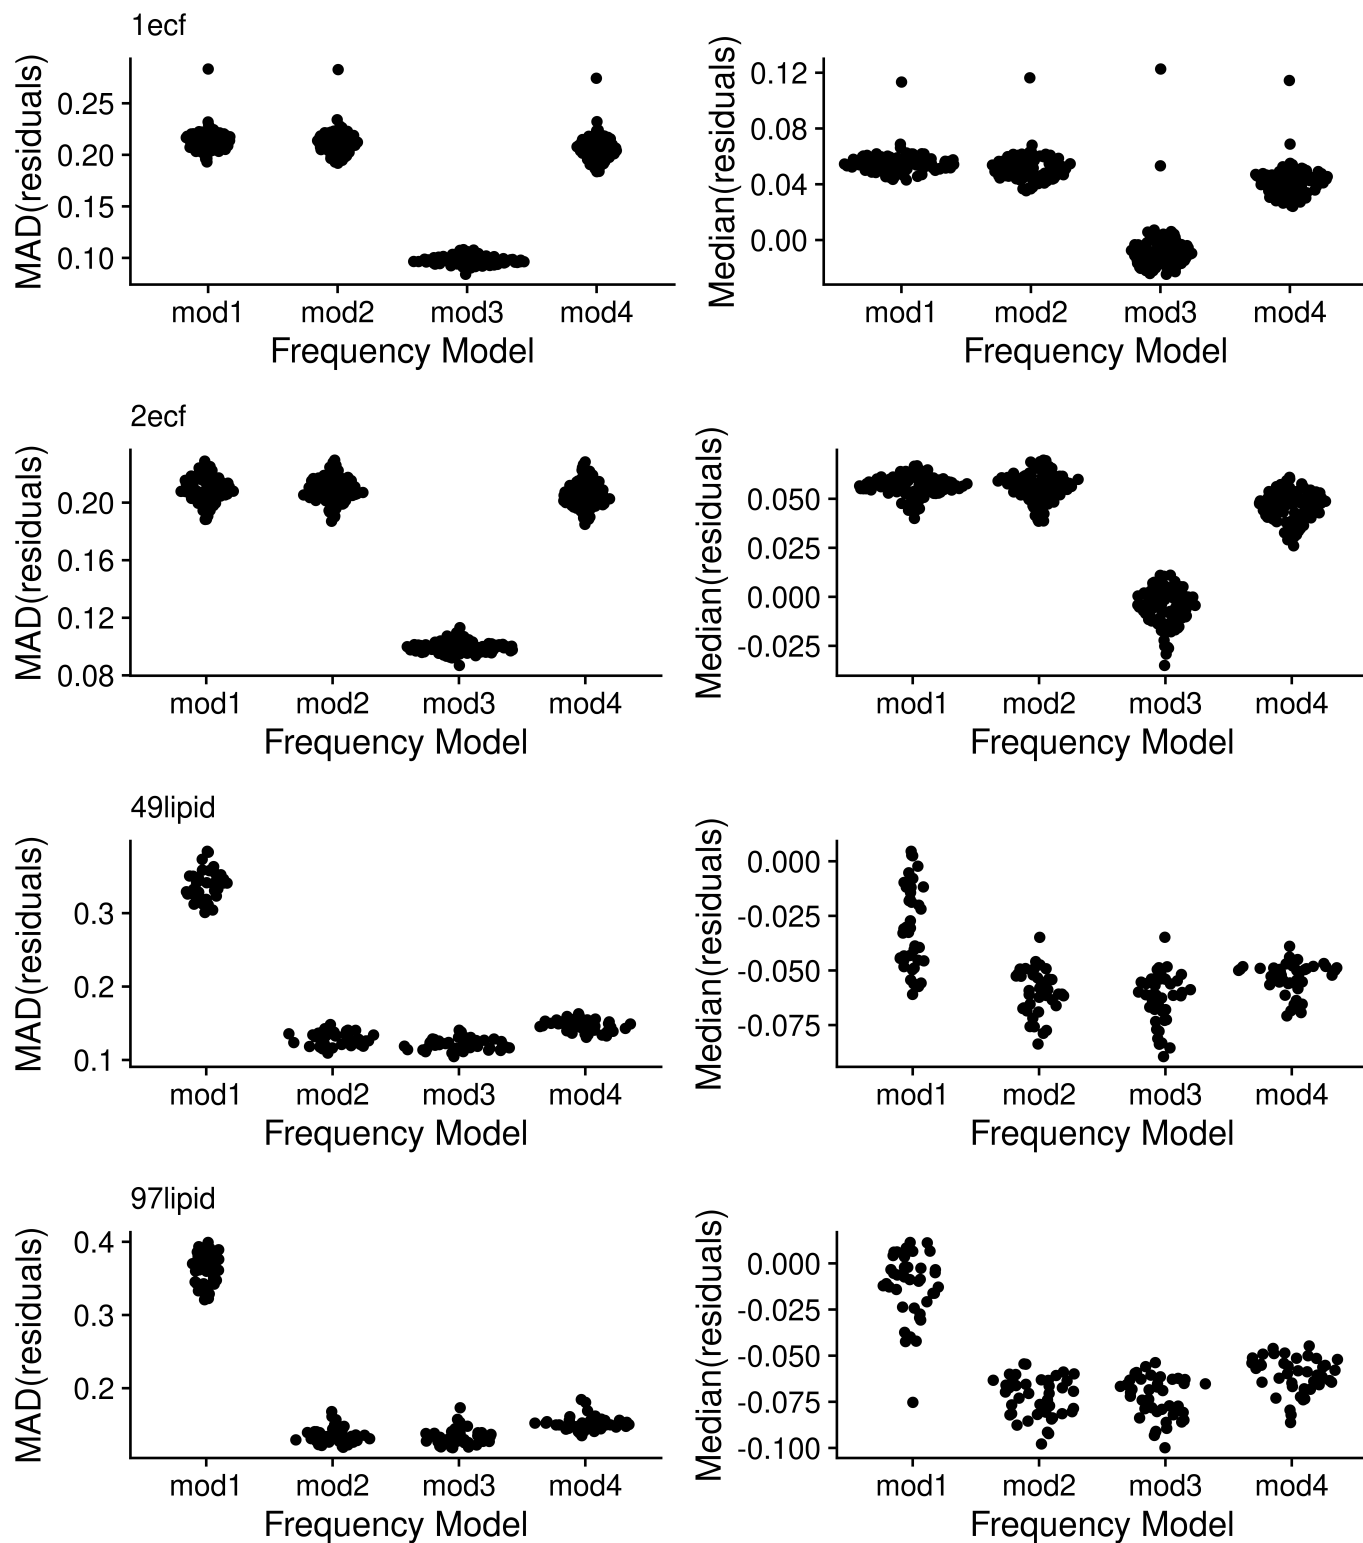 1ecf
MAD(residuals)
0.25
0.20
0.15
0.10
mod1 mod2 mod3 mod4
Frequency Model
Median(residuals)
0.12
0.08
0.04
0.00
mod1 mod2 mod3 mod4
Frequency Model
2ecf
MAD(residuals)
0.20
0.16
0.12
0.08
mod1 mod2 mod3 mod4
Frequency Model
Median(residuals)
0.050
0.025
0.000
-0.025
mod1 mod2 mod3 mod4
Frequency Model
49lipid
MAD(residuals)
0.3
0.2
0.1
mod1 mod2 mod3 mod4
Frequency Model
Median(residuals)
0.000
-0.025
-0.050
-0.075
mod1 mod2 mod3 mod4
Frequency Model
97lipid
MAD(residuals)
0.4
0.3
0.2
mod1 mod2 mod3 mod4
Frequency Model
Median(residuals)
0.000
-0.025
-0.050
-0.075
-0.100
mod1 mod2 mod3 mod4
Frequency Model